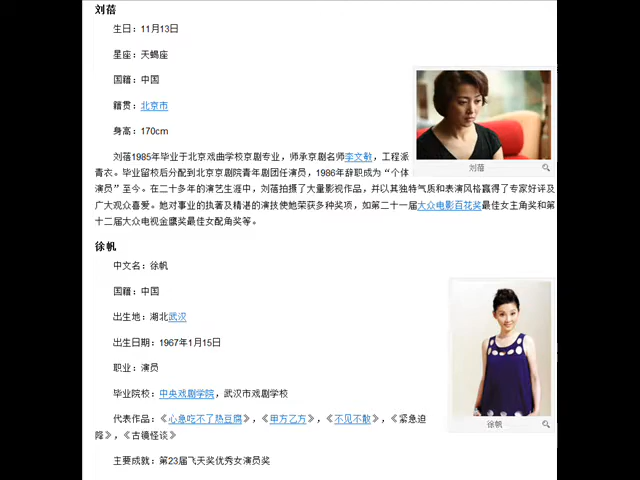 刘蓓
生日：11月13日
星座：天蝎座
国籍：中国
籍贯：北京市
身高：170cm
刘蓓1985年毕业于北京戏曲学校京剧专业，师承京剧名师李文敏，工程派
青衣。毕业留校后分配到北京京剧院青年剧团任演员，1986年辞职成为“个体
演员”至今。在二十多年的演艺生涯中，刘蓓拍摄了大量影视作品，并以其独特气质和表演风格赢得了专家好评及
广大观众喜爱。她对事业的执著及精湛的演技使她荣获多种奖项，如第二十一届大众电影百花奖最佳女主角奖和第
十二届大众电视金鹰奖最佳女配角奖等。
刘蓓
徐帆
中文名：徐帆
国籍：中国
出生地：湖北武汉
出生日期：1967年1月15日
职业：演员
毕业院校：中央戏剧学院，武汉市戏剧学校
代表作品：《心急吃不了热豆腐》，《甲方乙方》，《不见不散》，《紧急迫
降》，《古镜怪谈》
主要成就：第23届飞天奖优秀女演员奖
徐帆